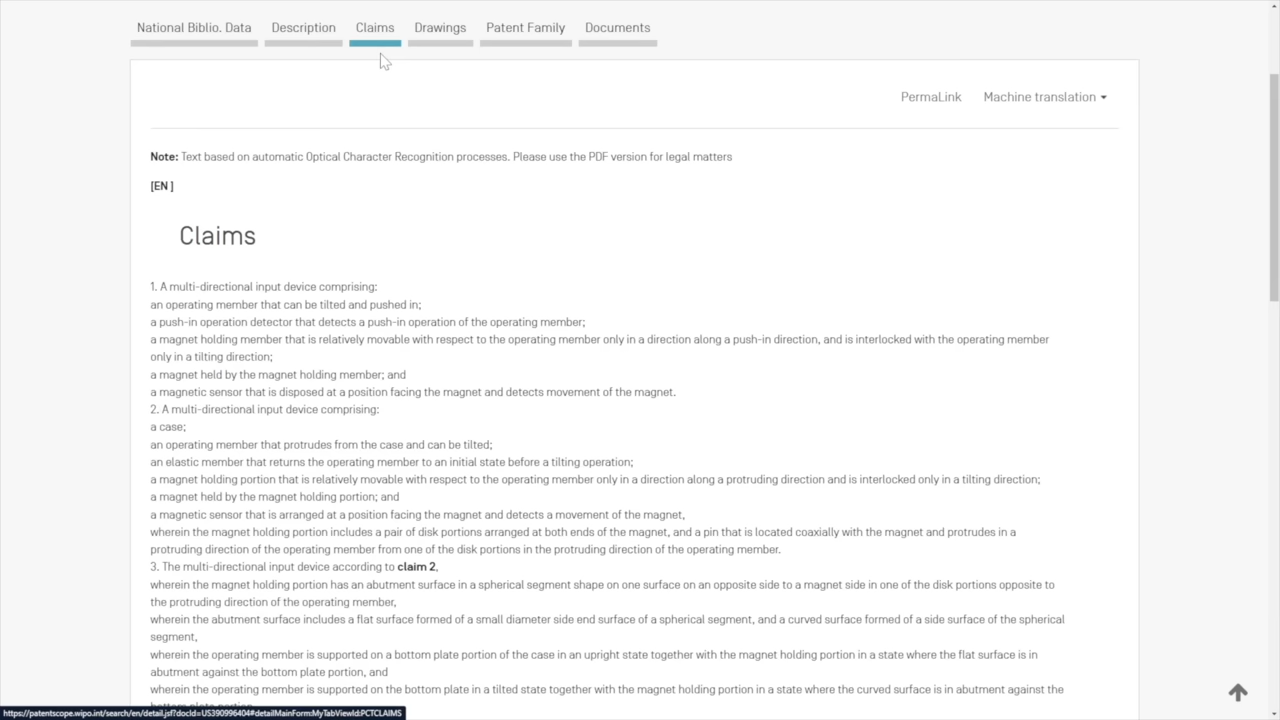 National Biblio. Data Description Claims Drawings Patent Family Documents
PermaLink Machine translation
Note: Text based on automatic Optical Character Recognition processes. Please use the PDF version for legal matters
[EN ]
Claims
1. A multi-directional input device comprising:
an operating member that can be tilted and pushed in;
a push-in operation detector that detects a push-in operation of the operating member;
a magnet holding member that is relatively movable with respect to the operating member only in a direction along a push-in direction, and is interlocked with the operating member
only in a tilting direction;
a magnet held by the magnet holding member; and
a magnetic sensor that is disposed at a position facing the magnet and detects movement of the magnet.
2. A multi-directional input device comprising:
a case;
an operating member that protrudes from the case and can be tilted;
an elastic member that returns the operating member to an initial state before a tilting operation;
a magnet holding portion that is relatively movable with respect to the operating member only in a direction along a protruding direction and is interlocked only in a tilting direction;
a magnet held by the magnet holding portion; and
a magnetic sensor that is arranged at a position facing the magnet and detects a movement of the magnet,
wherein the magnet holding portion includes a pair of disk portions arranged at both ends of the magnet, and a pin that is located coaxially with the magnet and protrudes in a
protruding direction of the operating member from one of the disk portions in the protruding direction of the operating member.
3. The multi-directional input device according to claim 2,
wherein the magnet holding portion has an abutment surface in a spherical segment shape on one surface on an opposite side to a magnet side in one of the disk portions opposite to
the protruding direction of the operating member,
wherein the abutment surface includes a flat surface formed of a small diameter side end surface of a spherical segment, and a curved surface formed of a side surface of the spherical
segment,
wherein the operating member is supported on a bottom plate portion of the case in an upright state together with the magnet holding portion in a state where the flat surface is in
abutment against the bottom plate portion, and
wherein the operating member is supported on the bottom plate in a tilted state together with the magnet holding portion in a state where the curved surface is in abutment against the
https://patentscope.wipo.int/search/en/detail.jsf?docId=US390996404#detailMainForm:MyTabViewId:PCTCLAIMS